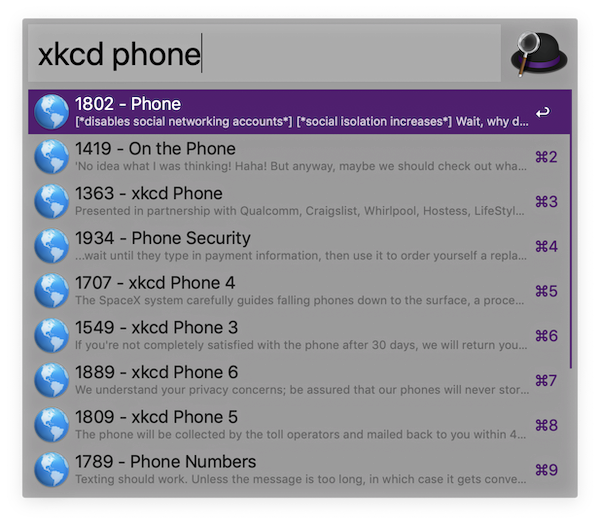 xkcd phone
1802 - Phone
[*disables social networking accounts*] [*social isolation increases*] Wait, why d...
↩
1419 - On the Phone
'No idea what I was thinking! Haha! But anyway, maybe we should check out wha...
⌘2
1363 - xkcd Phone
Presented in partnership with Qualcomm, Craigslist, Whirlpool, Hostess, LifeStyl...
⌘3
1934 - Phone Security
...wait until they type in payment information, then use it to order yourself a repla...
⌘4
1707 - xkcd Phone 4
The SpaceX system carefully guides falling phones down to the surface, a proce...
⌘5
1549 - xkcd Phone 3
If you're not completely satisfied with the phone after 30 days, we will return you...
⌘6
1889 - xkcd Phone 6
We understand your privacy concerns; be assured that our phones will never stor...
⌘7
1809 - xkcd Phone 5
The phone will be collected by the toll operators and mailed back to you within 4...
⌘8
1789 - Phone Numbers
Texting should work. Unless the message is too long, in which case it gets conve...
⌘9